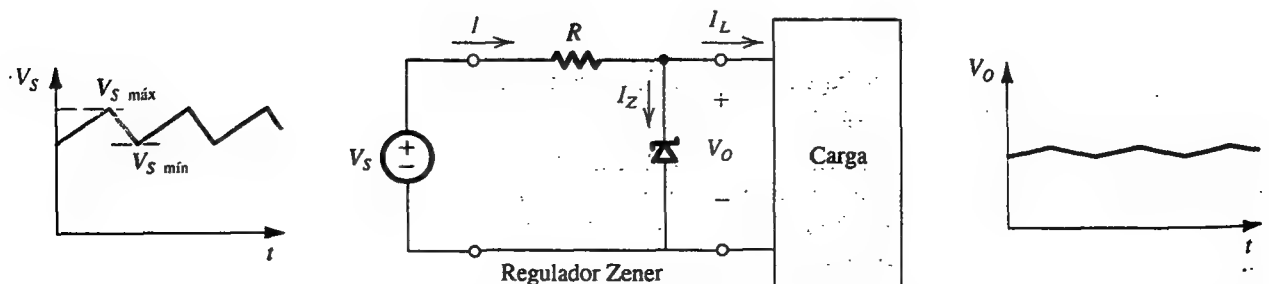 V_S
V_S máx
V_S mín
t
I
R
I_L
I_Z
V_S
+
−
+
V_O
−
Carga
Regulador Zener
V_O
t